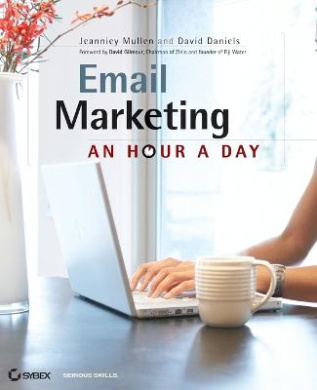 Jeanniey Mullen and David Daniels
Foreword by David Gilmour, Chairman of Zinio and founder of Fiji Water
Email
Marketing
AN HOUR A DAY
SYBEX
SERIOUS SKILLS.